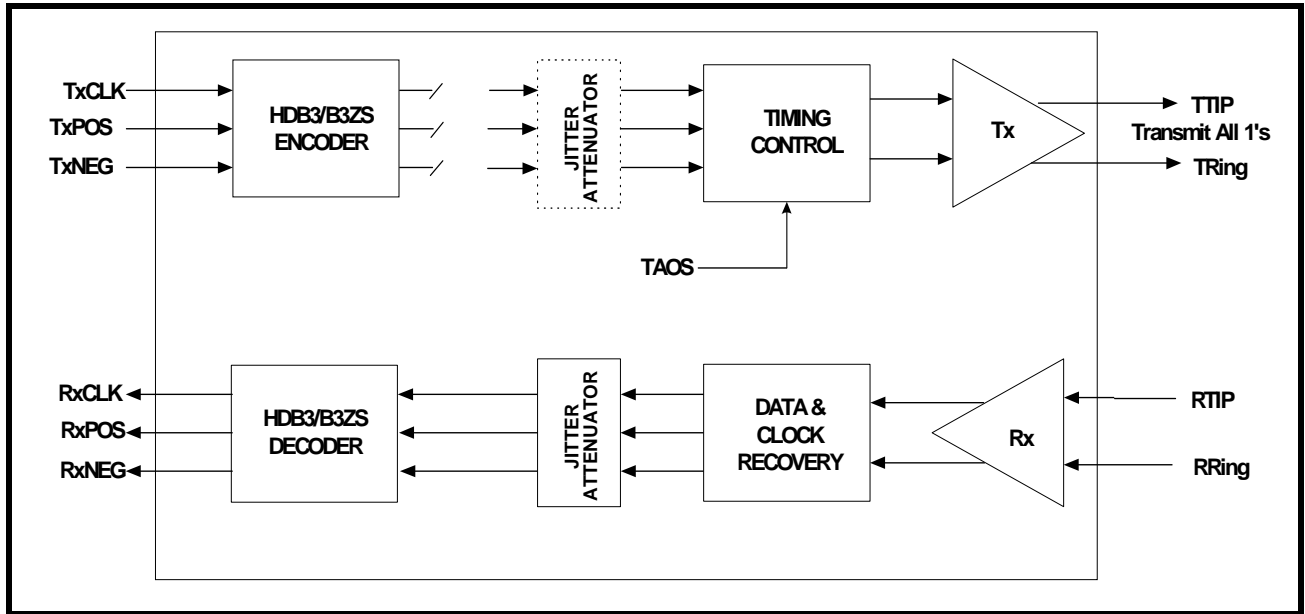 TxCLK
TxPOS
TxNEG
HDB3/B3ZS
ENCODER
JITTER
ATTENUATOR
TIMING
CONTROL
Tx
TTIP
Transmit All 1's
TRing
TAOS
RxCLK
RxPOS
RxNEG
HDB3/B3ZS
DECODER
JITTER
ATTENUATOR
DATA &
CLOCK
RECOVERY
Rx
RTIP
RRing